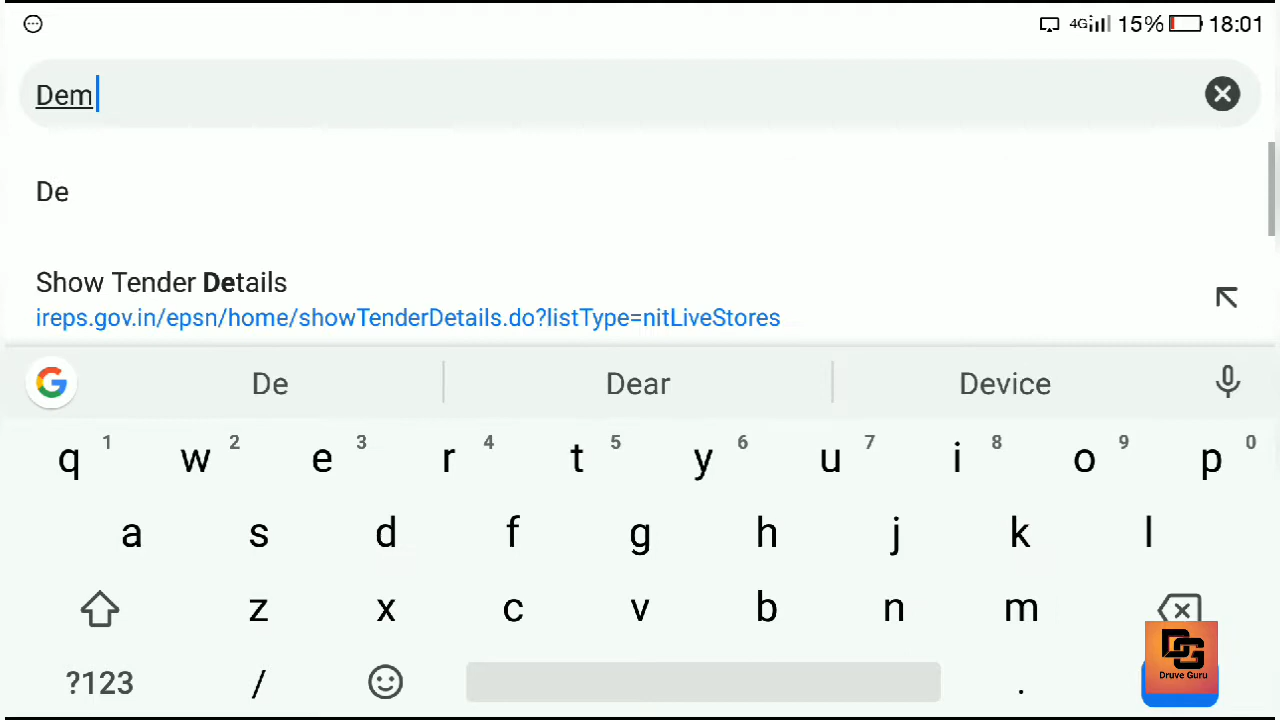 4G 15% 18:01
Dem
De
Show Tender Details
ireps.gov.in/epsn/home/showTenderDetails.do?listType=nitLiveStores
De Dear Device
q 1 w 2 e 3 r 4 t 5 y 6 u 7 i 8 o 9 p 0
a s d f g h j k l
z x c v b n m
?123 / .
DG
Druve Guru